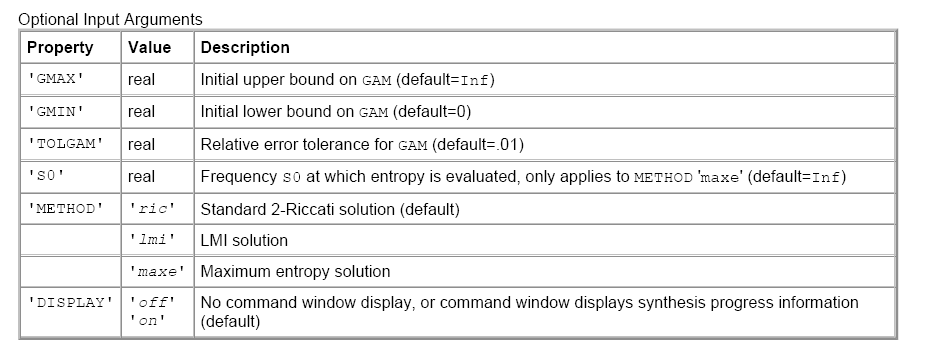 Optional Input Arguments
Property Value Description
'GMAX' real Initial upper bound on GAM (default=Inf)
'GMIN' real Initial lower bound on GAM (default=0)
'TOLGAM' real Relative error tolerance for GAM (default=.01)
'S0' real Frequency S0 at which entropy is evaluated, only applies to METHOD 'maxe' (default=Inf)
'METHOD' 'ric' Standard 2-Riccati solution (default)
'lmi' LMI solution
'maxe' Maximum entropy solution
'DISPLAY' 'off' No command window display, or command window displays synthesis progress information
'on' (default)